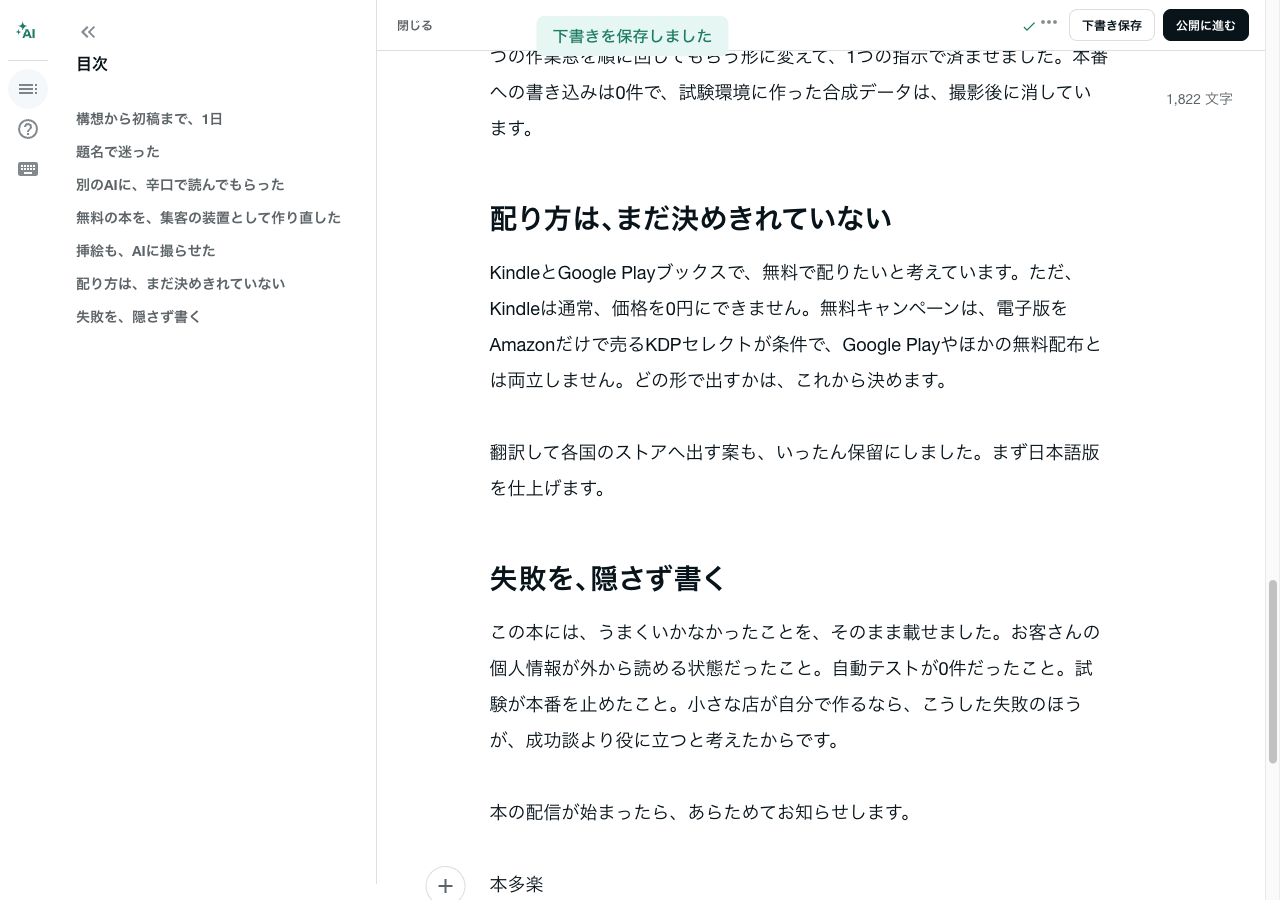 AI
目次
構想から初稿まで、1日
題名で迷った
別のAIに、辛口で読んでもらった
無料の本を、集客の装置として作り直した
挿絵も、AIに撮らせた
配り方は、まだ決めきれていない
失敗を、隠さず書く
閉じる
下書きを保存しました
下書き保存
公開に進む
1,822 文字
つの作業窓を順に回してもらう形に変えて、1つの指示で済ませました。本番
への書き込みは0件で、試験環境に作った合成データは、撮影後に消してい
ます。
配り方は、まだ決めきれていない
KindleとGoogle Playブックスで、無料で配りたいと考えています。ただ、
Kindleは通常、価格を0円にできません。無料キャンペーンは、電子版を
Amazonだけで売るKDPセレクトが条件で、Google Playやほかの無料配布と
は両立しません。どの形で出すかは、これから決めます。
翻訳して各国のストアへ出す案も、いったん保留にしました。まず日本語版
を仕上げます。
失敗を、隠さず書く
この本には、うまくいかなかったことを、そのまま載せました。お客さんの
個人情報が外から読める状態だったこと。自動テストが0件だったこと。試
験が本番を止めたこと。小さな店が自分で作るなら、こうした失敗のほう
が、成功談より役に立つと考えたからです。
本の配信が始まったら、あらためてお知らせします。
本多楽